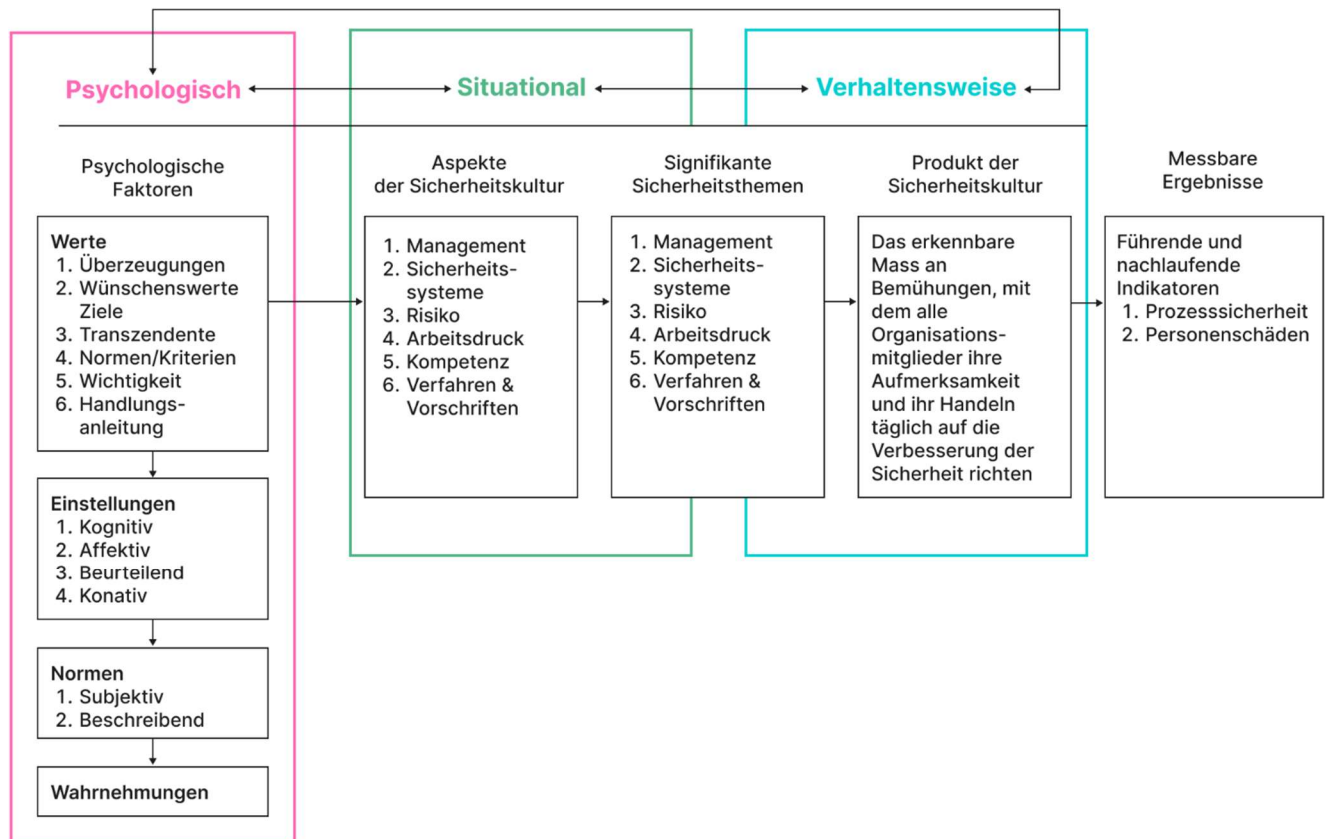 Psychologisch
Situational
Verhaltensweise
Psychologische
Faktoren
Werte
1. Überzeugungen
2. Wünschenswerte
Ziele
3. Transzendente
4. Normen/Kriterien
5. Wichtigkeit
6. Handlungs-
anleitung
Einstellungen
1. Kognitiv
2. Affektiv
3. Beurteilend
4. Konativ
Normen
1. Subjektiv
2. Beschreibend
Wahrnehmungen
Aspekte
der Sicherheitskultur
1. Management
2. Sicherheits-
systeme
3. Risiko
4. Arbeitsdruck
5. Kompetenz
6. Verfahren &
Vorschriften
Signifikante
Sicherheitsthemen
1. Management
2. Sicherheits-
systeme
3. Risiko
4. Arbeitsdruck
5. Kompetenz
6. Verfahren &
Vorschriften
Produkt der
Sicherheitskultur
Das erkennbare
Mass an
Bemühungen, mit
dem alle
Organisations-
mitglieder ihre
Aufmerksamkeit
und ihr Handeln
täglich auf die
Verbesserung der
Sicherheit richten
Messbare
Ergebnisse
Führende und
nachlaufende
Indikatoren
1. Prozesssicherheit
2. Personenschäden